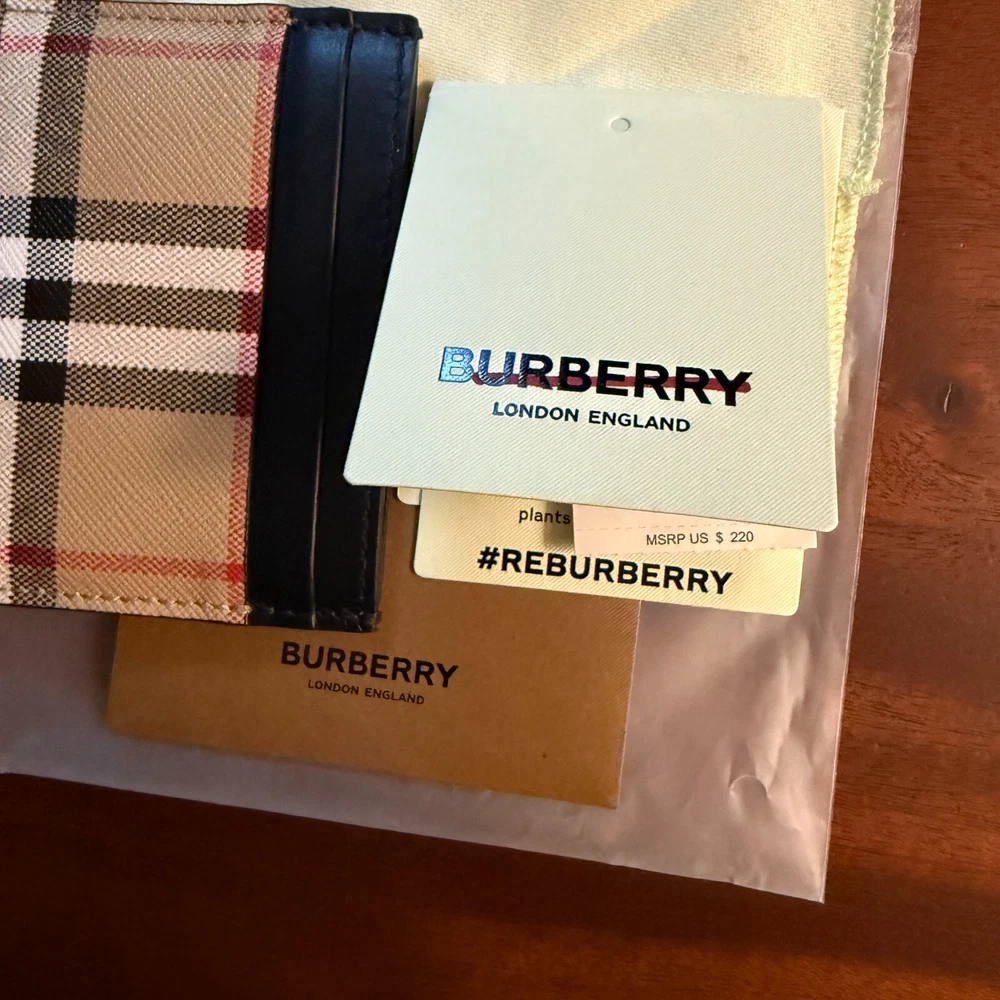 BURBERRY
LONDON ENGLAND
plants
MSRP US $ 220
#REBURBERRY
BURBERRY
LONDON ENGLAND